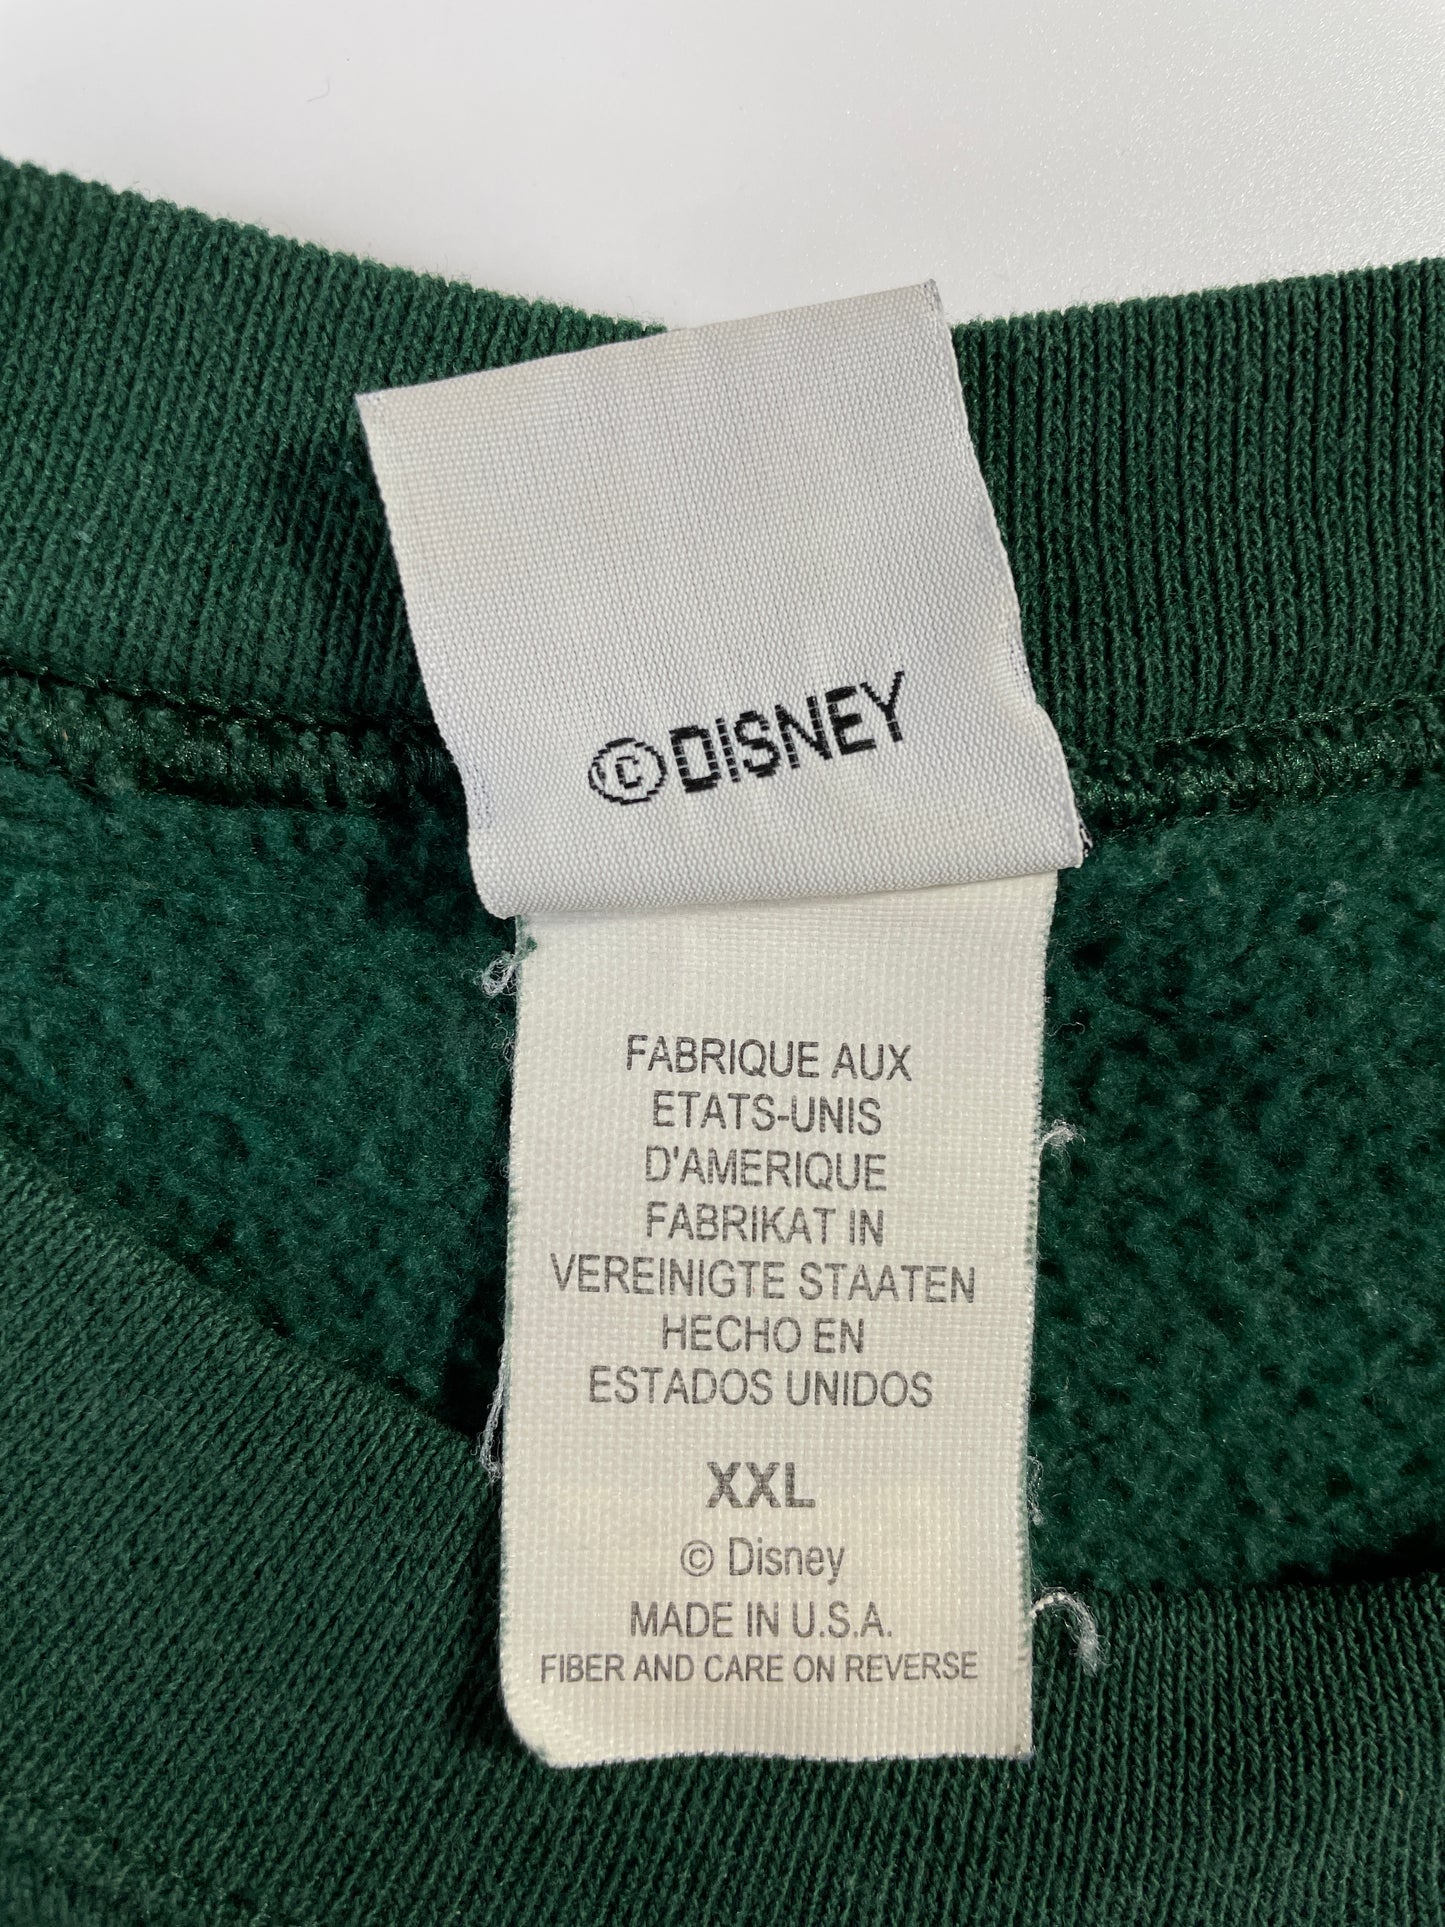 ©DISNEY
FABRIQUE AUX
ETATS-UNIS
D'AMERIQUE
FABRIKAT IN
VEREINIGTE STAATEN
HECHO EN
ESTADOS UNIDOS
XXL
© Disney
MADE IN U.S.A.
FIBER AND CARE ON REVERSE